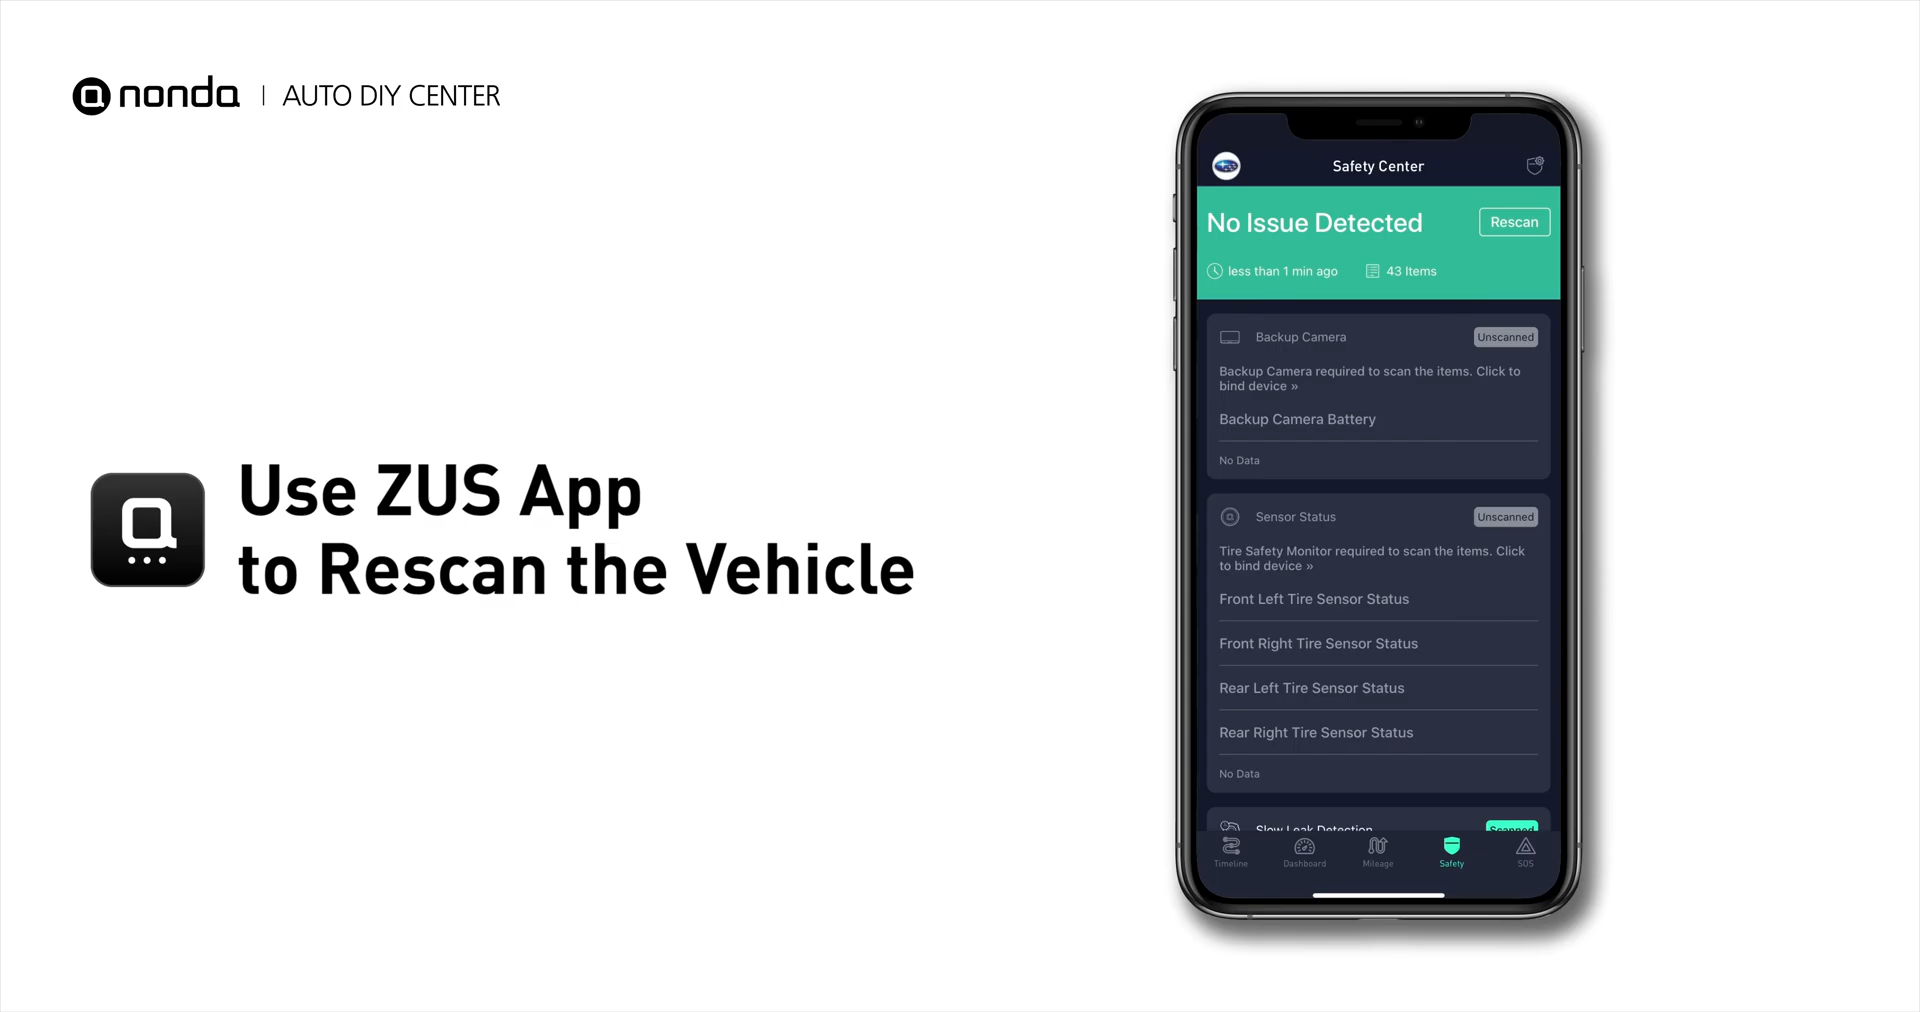 nonda | AUTO DIY CENTER
Use ZUS App
to Rescan the Vehicle
Safety Center
No Issue Detected
Rescan
less than 1 min ago
43 Items
Backup Camera
Unscanned
Backup Camera required to scan the items. Click to
bind device »
Backup Camera Battery
No Data
Sensor Status
Unscanned
Tire Safety Monitor required to scan the items. Click
to bind device »
Front Left Tire Sensor Status
Front Right Tire Sensor Status
Rear Left Tire Sensor Status
Rear Right Tire Sensor Status
No Data
Slow Leak Detection
Scanned
Timeline
Dashboard
Mileage
Safety
SOS